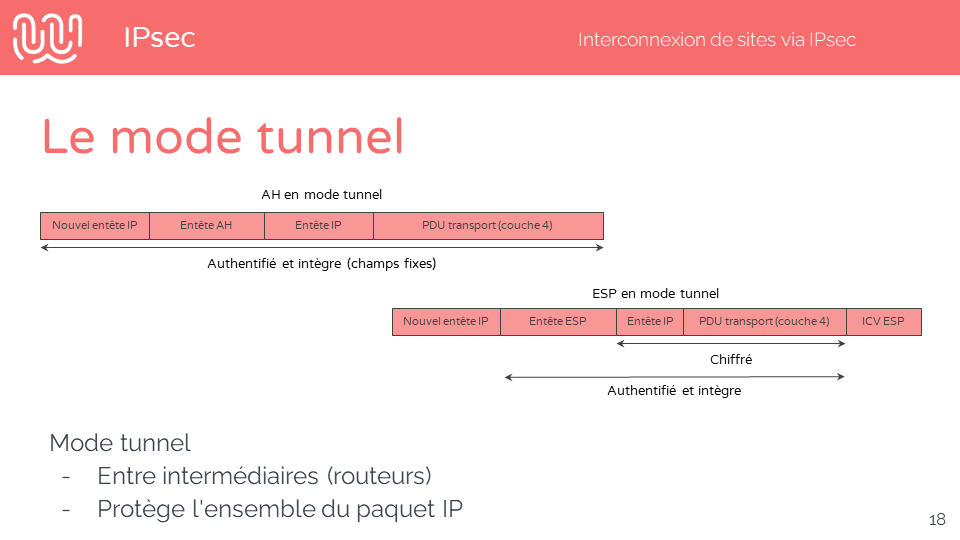 IPsec
Interconnexion de sites via IPsec
Le mode tunnel
AH en mode tunnel
Nouvel entête IP Entête AH Entête IP PDU transport (couche 4)
Authentifié et intègre (champs fixes)
ESP en mode tunnel
Nouvel entête IP Entête ESP Entête IP PDU transport (couche 4) ICV ESP
Chiffré
Authentifié et intègre
Mode tunnel
- Entre intermédiaires (routeurs)
- Protège l'ensemble du paquet IP
18